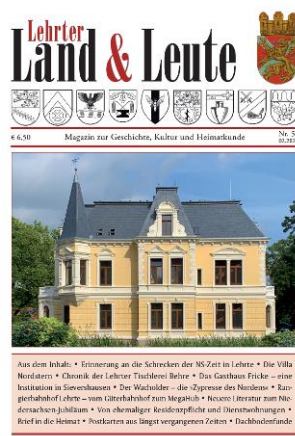 Lehrter
Land & Leute
€ 6,50 Magazin zur Geschichte, Kultur und Heimatkunde Nr. 5
Aus dem Inhalt: • Erinnerung an die Schrecken der NS-Zeit in Lehrte • Die Villa
Nordstern • Chronik der Lehrter Tischlerei Behre • Das Gasthaus Fricke – eine
Institution in Sievershausen • Der Wacholder – die »Zypresse des Nordens« • Ran-
gierbahnhof Lehrte – vom Güterbahnhof zum MegaHub • Neuere Literatur zum Nie-
dersachsen-Jubiläum • Von ehemaliger Residenzpflicht und Dienstwohnungen •
Brief in die Heimat • Postkarten aus längst vergangenen Zeiten • Dachbodenfunde